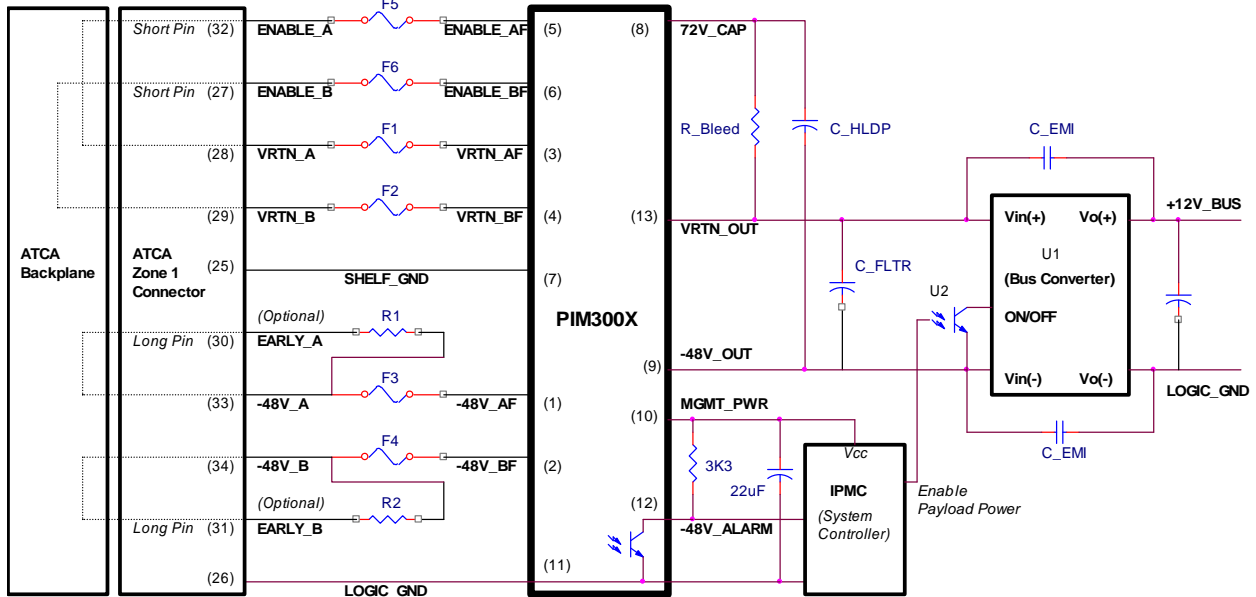 F5
Short Pin (32) ENABLE_A ENABLE_AF (5) (8) 72V_CAP
F6
Short Pin (27) ENABLE_B ENABLE_BF (6)
R_Bleed C_HLDP C_EMI
F1
(28) VRTN_A VRTN_AF (3)
F2
(29) VRTN_B VRTN_BF (4) (13) VRTN_OUT
Vin(+) Vo(+) +12V_BUS
ATCA
Backplane
ATCA
Zone 1
Connector
(25) SHELF_GND (7)
C_FLTR
U1
(Bus Converter)
U2
ON/OFF
PIM300X
(Optional) R1
Long Pin (30) EARLY_A
-48V_OUT
(9)
Vin(-) Vo(-)
LOGIC_GND
F3
(33) -48V_A -48V_AF (1)
(10) MGMT_PWR
F4
(34) -48V_B -48V_BF (2)
C_EMI
Vcc
3K3
22uF
IPMC
(System
Controller)
Enable
Payload Power
(Optional) R2
Long Pin (31) EARLY_B
(12)
-48V_ALARM
(26) LOGIC_GND (11)